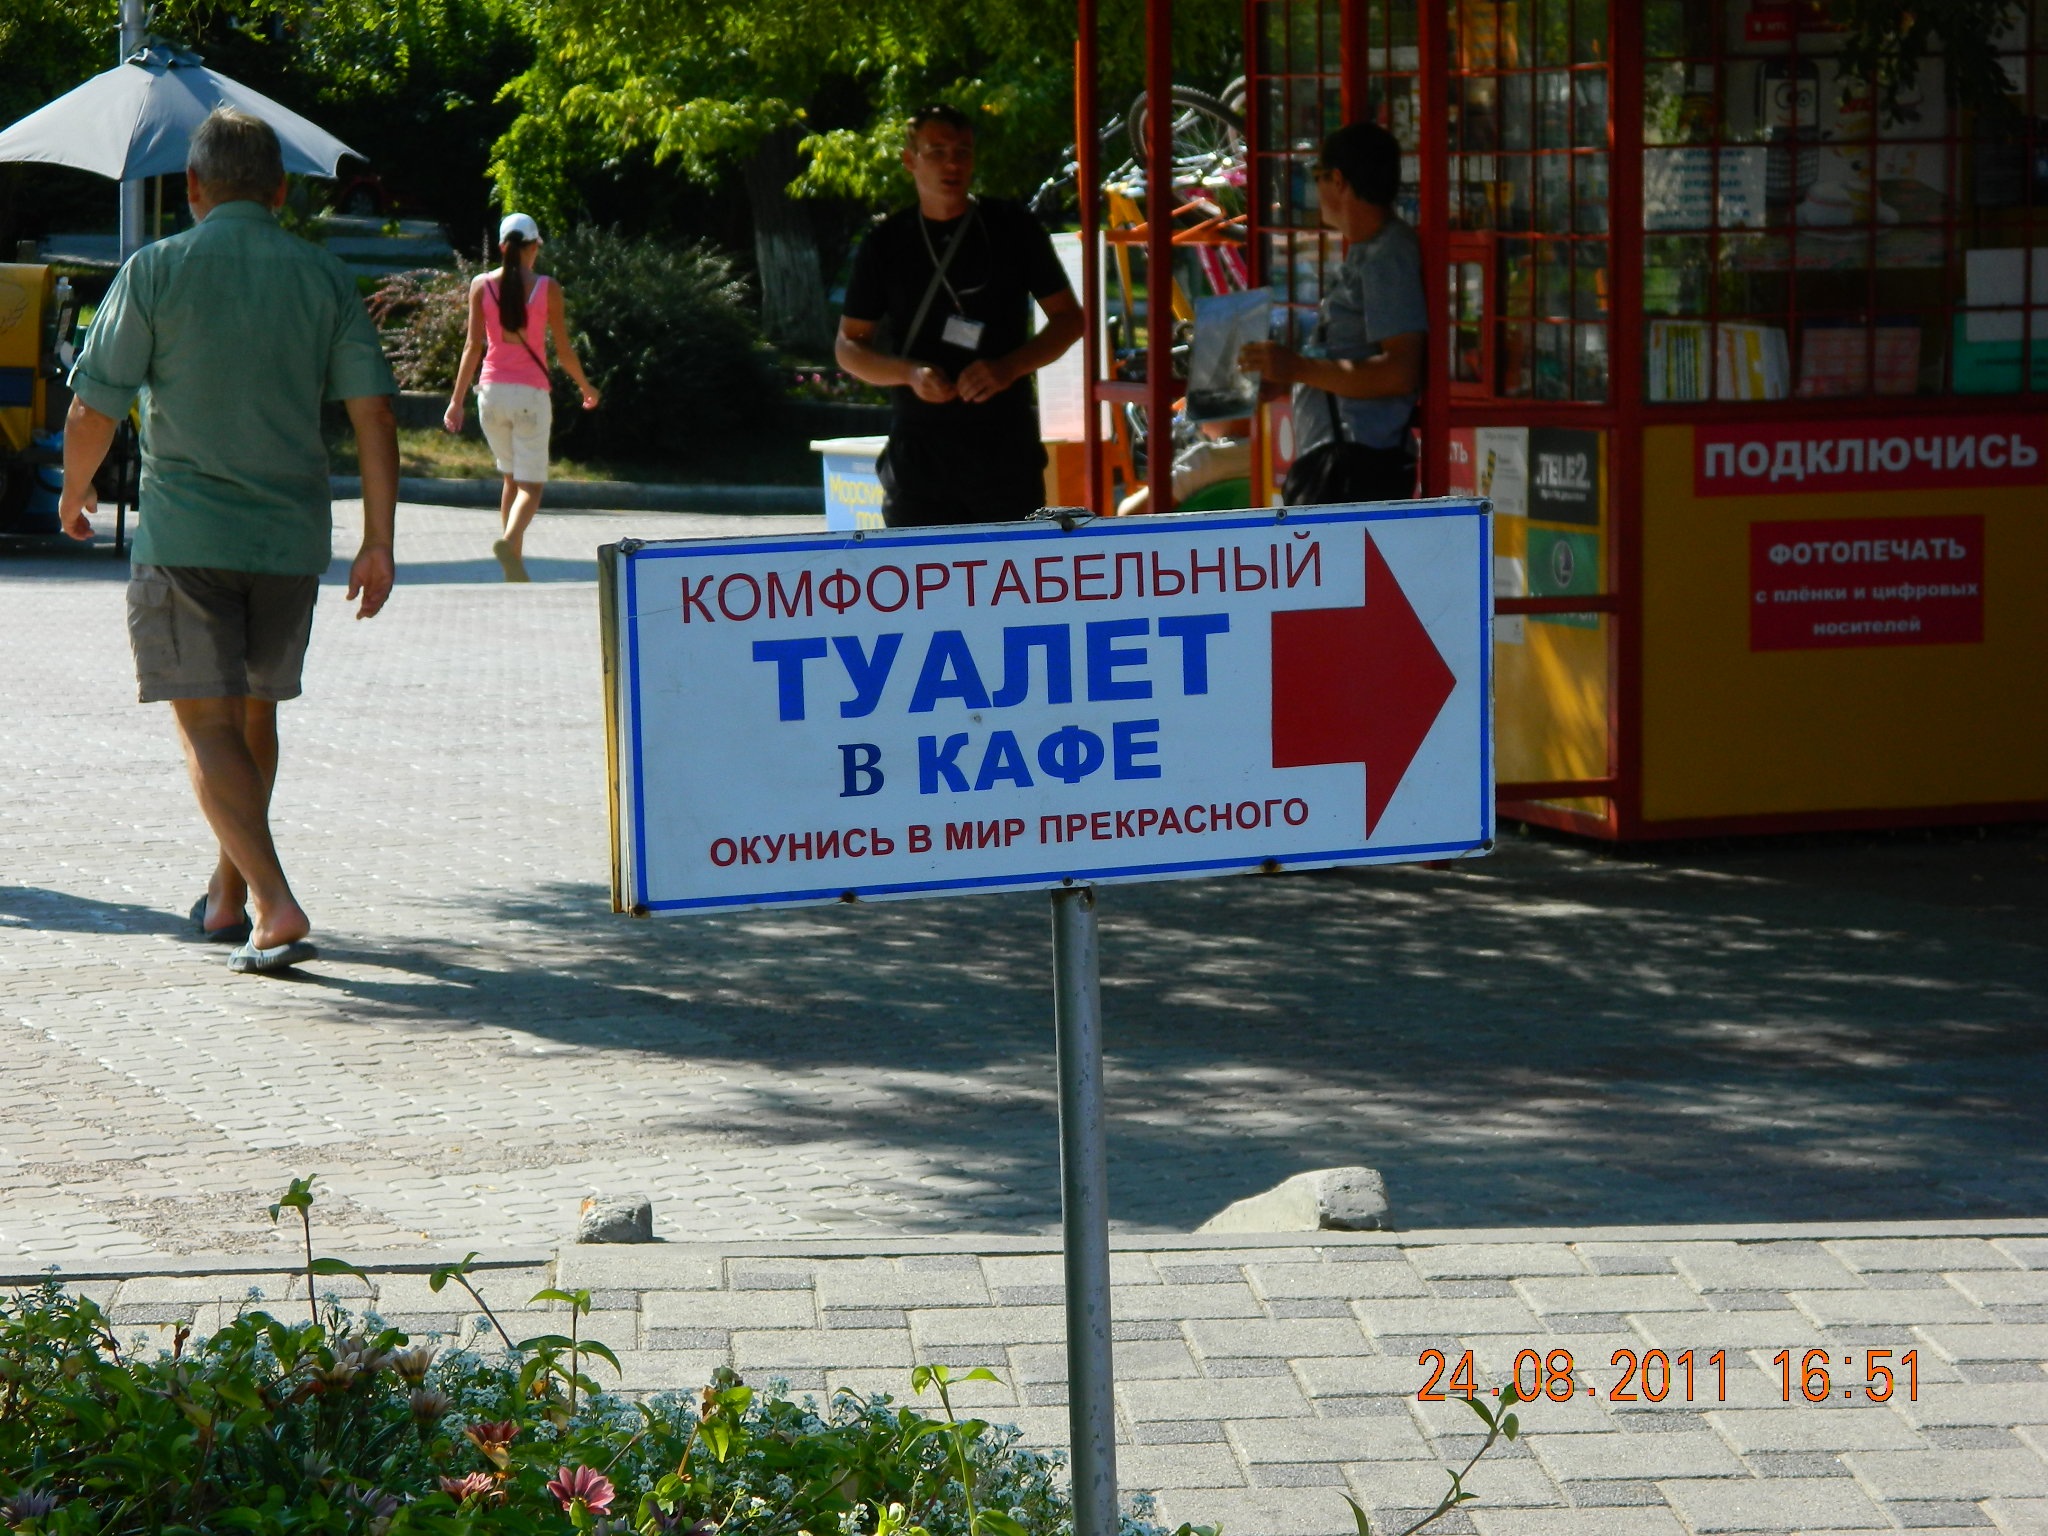 КОМФОРТАБЕЛЬНЫЙ
ТУАЛЕТ
В КАФЕ
ОКУНИСЬ В МИР ПРЕКРАСНОГО
ПОДКЛЮЧИСЬ
ФОТОПЕЧАТЬ
с плёнки и цифровых
носителей
TELE2
24.08.2011 16:51